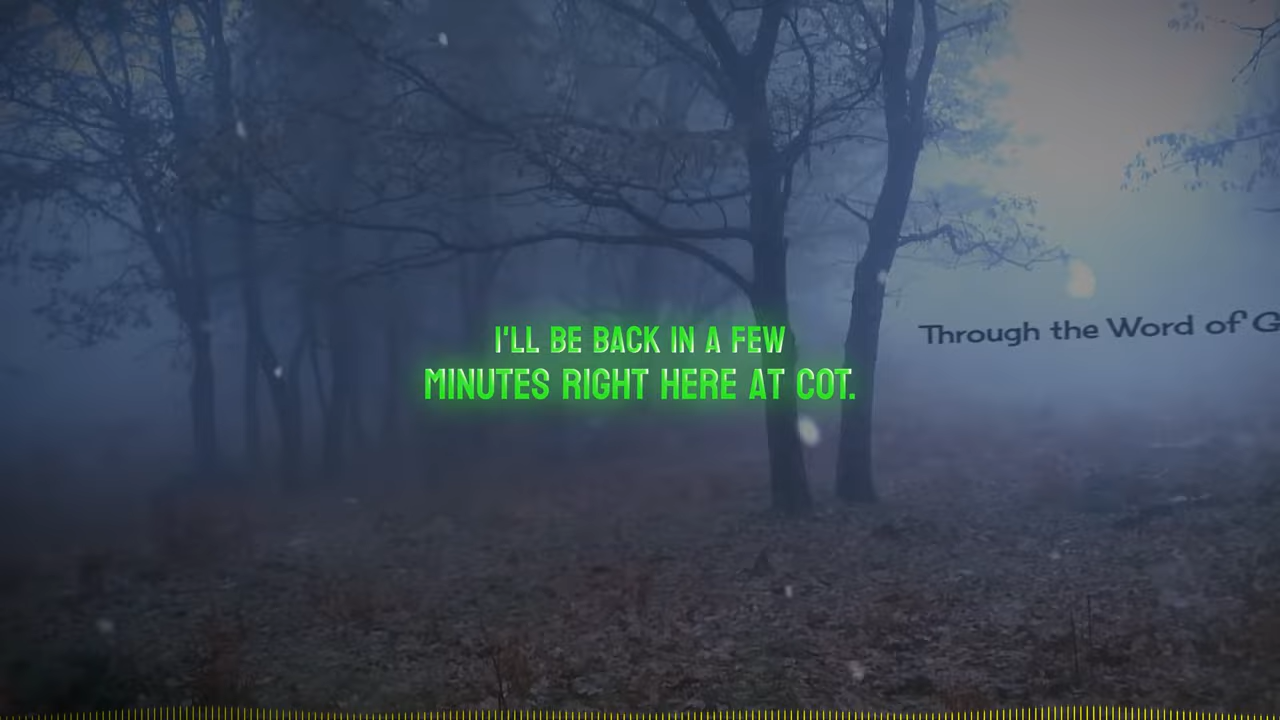 I'LL BE BACK IN A FEW
MINUTES RIGHT HERE AT COT.
Through the Word of G